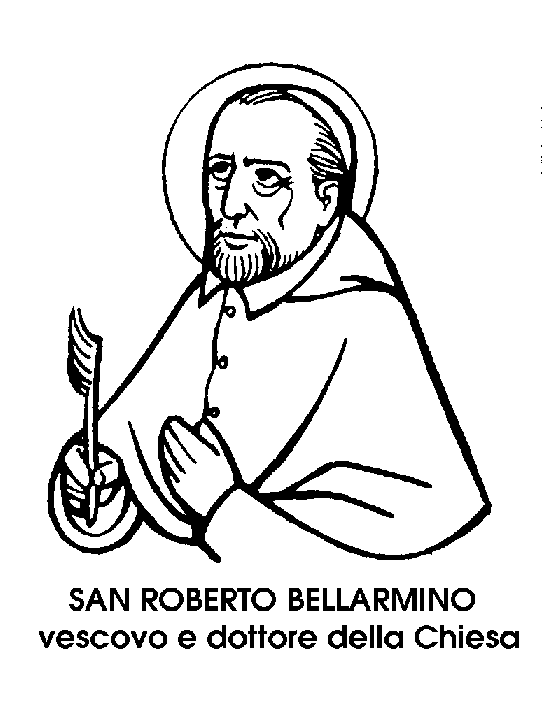 SAN ROBERTO BELLARMINO
vescovo e dottore della Chiesa